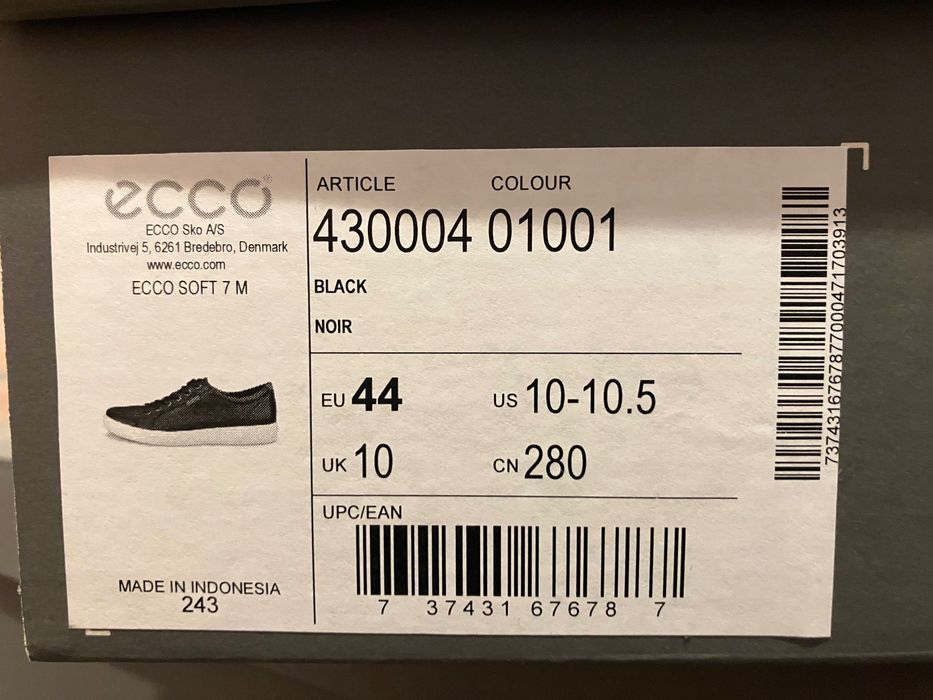 ecco®
ECCO Sko A/S
Industrivej 5, 6261 Bredebro, Denmark
www.ecco.com
ECCO SOFT 7 M
MADE IN INDONESIA
243
ARTICLE COLOUR
430004 01001
BLACK
NOIR
EU 44 US 10-10.5
UK 10 CN 280
UPC/EAN
7 37431 67678 7
7374316767877000471703913